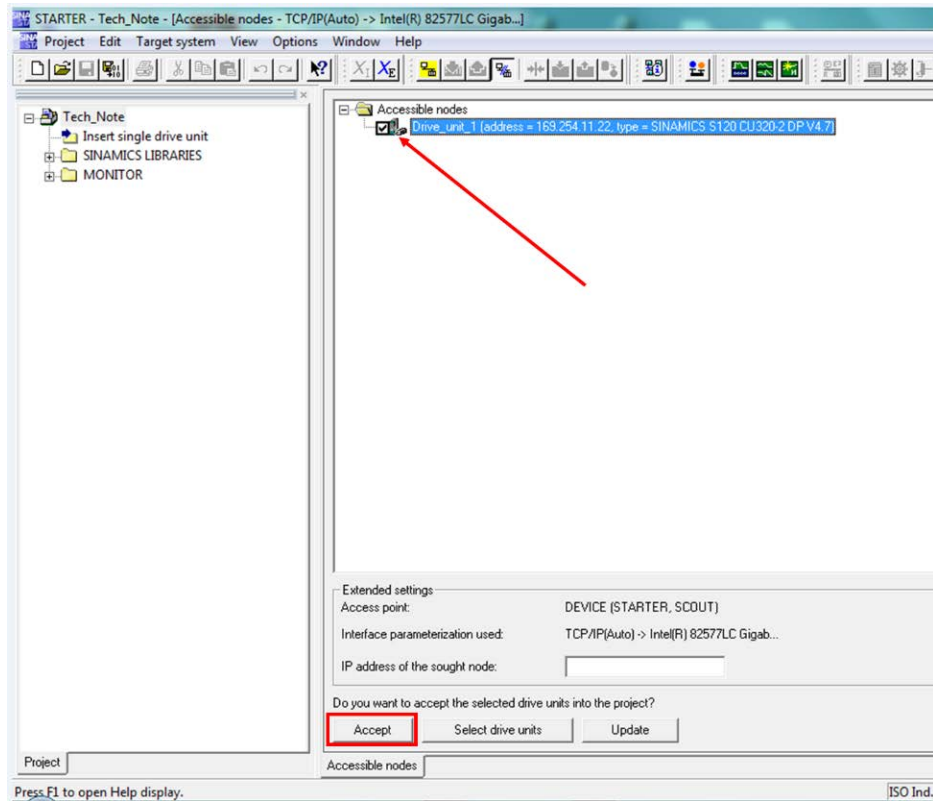 STARTER - Tech_Note - [Accessible nodes - TCP/IP(Auto) -> Intel(R) 82577LC Gigab...]
Project Edit Target system View Options Window Help
Tech_Note
Insert single drive unit
SINAMICS LIBRARIES
MONITOR
Accessible nodes
Drive_unit_1 (address = 169.254.11.22, type = SINAMICS S120 CU320-2 DP V4.7)
Extended settings
Access point: DEVICE (STARTER, SCOUT)
Interface parameterization used: TCP/IP(Auto) -> Intel(R) 82577LC Gigab...
IP address of the sought node:
Do you want to accept the selected drive units into the project?
Accept Select drive units Update
Project
Accessible nodes
Press F1 to open Help display.
ISO Ind.